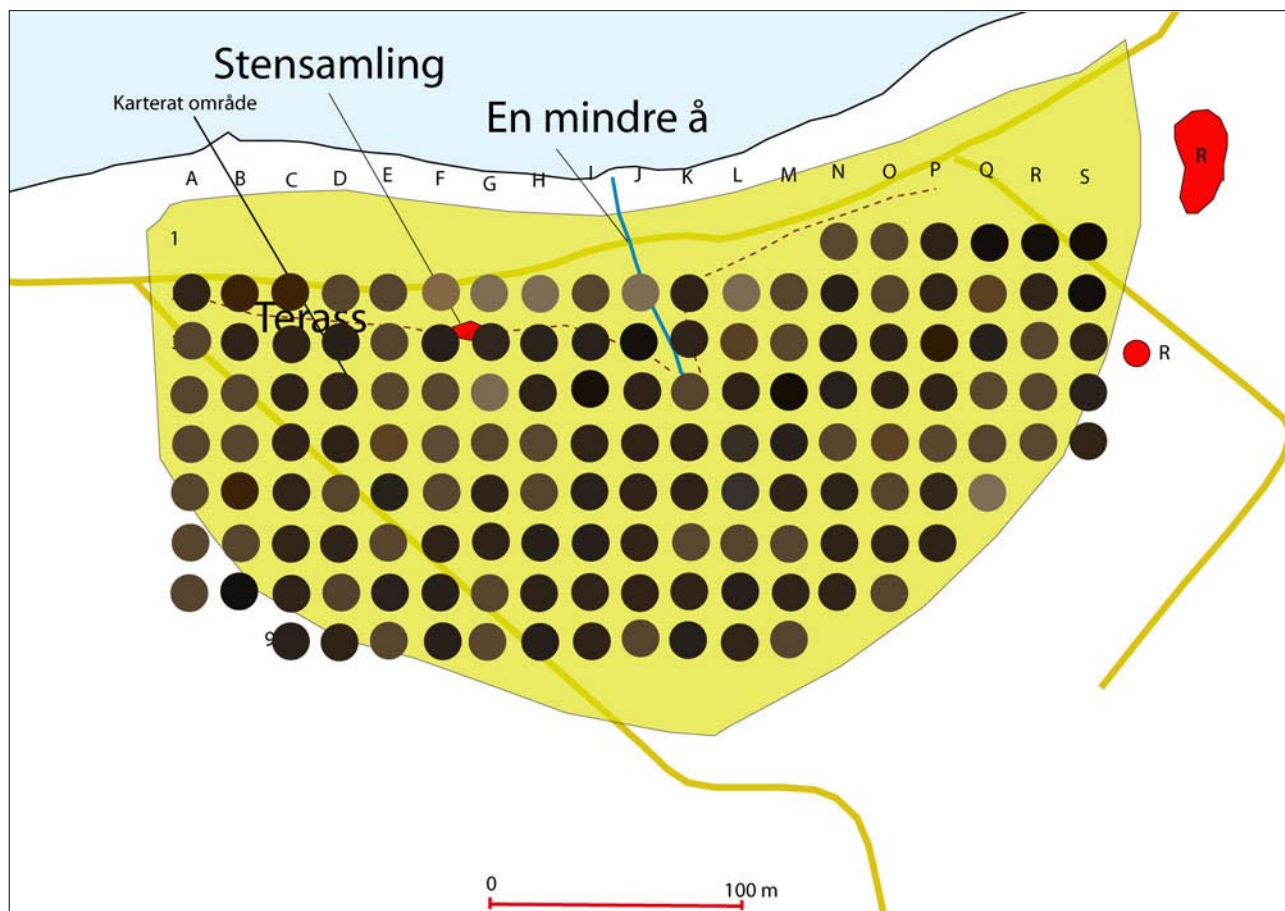 Stensamling
Karterat område
En mindre å
A B C D E F G H I J K L M N O P Q R S
R
1
Terass
R
9
0 100 m